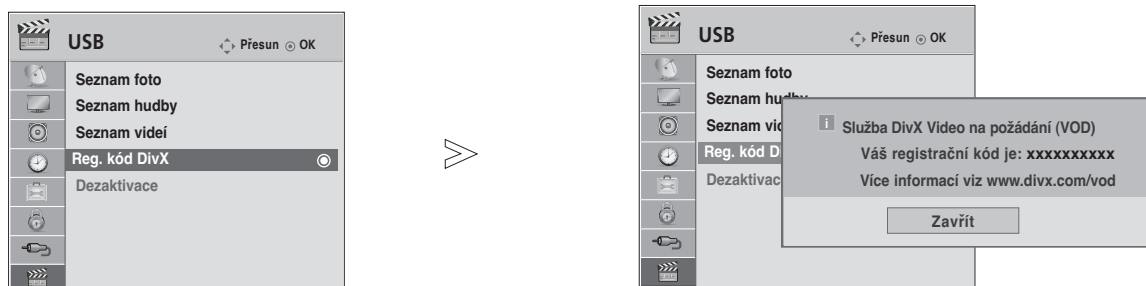 USB
Přesun OK
Seznam foto
Seznam hudby
Seznam videí
Reg. kód DivX
Dezaktivace
USB
Přesun OK
Seznam foto
Seznam hudby
Seznam vid
Reg. kód D
Dezaktivac
i Služba DivX Video na požádání (VOD)
Váš registrační kód je: xxxxxxxxxx
Více informací viz www.divx.com/vod
Zavřít